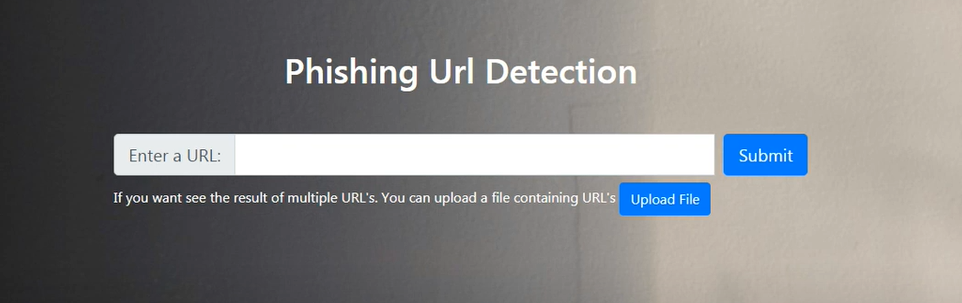 Phishing Url Detection
Enter a URL: Submit
If you want see the result of multiple URL's. You can upload a file containing URL's Upload File